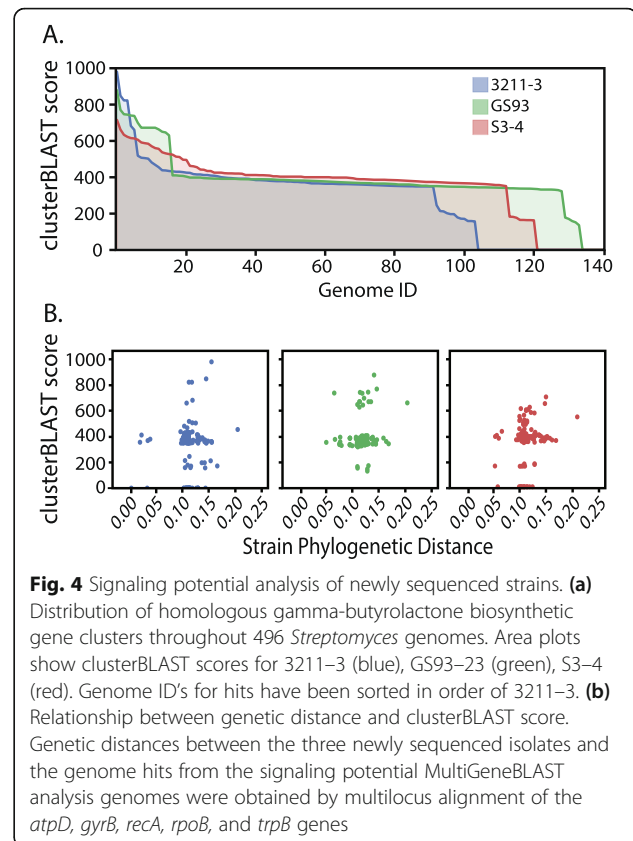 A.
clusterBLAST score
1000
800
600
400
200
0
3211-3
GS93
S3-4
20
40
60
80
100
120
140
Genome ID
B.
clusterBLAST score
1000
800
600
400
200
0
0.00 0.05 0.10 0.15 0.20 0.25
0.00 0.05 0.10 0.15 0.20 0.25
0.00 0.05 0.10 0.15 0.20 0.25
Strain Phylogenetic Distance
Fig. 4 Signaling potential analysis of newly sequenced strains. (a)
Distribution of homologous gamma-butyrolactone biosynthetic
gene clusters throughout 496 Streptomyces genomes. Area plots
show clusterBLAST scores for 3211–3 (blue), GS93–23 (green), S3–4
(red). Genome ID's for hits have been sorted in order of 3211–3. (b)
Relationship between genetic distance and clusterBLAST score.
Genetic distances between the three newly sequenced isolates and
the genome hits from the signaling potential MultiGeneBLAST
analysis genomes were obtained by multilocus alignment of the
atpD, gyrB, recA, rpoB, and trpB genes